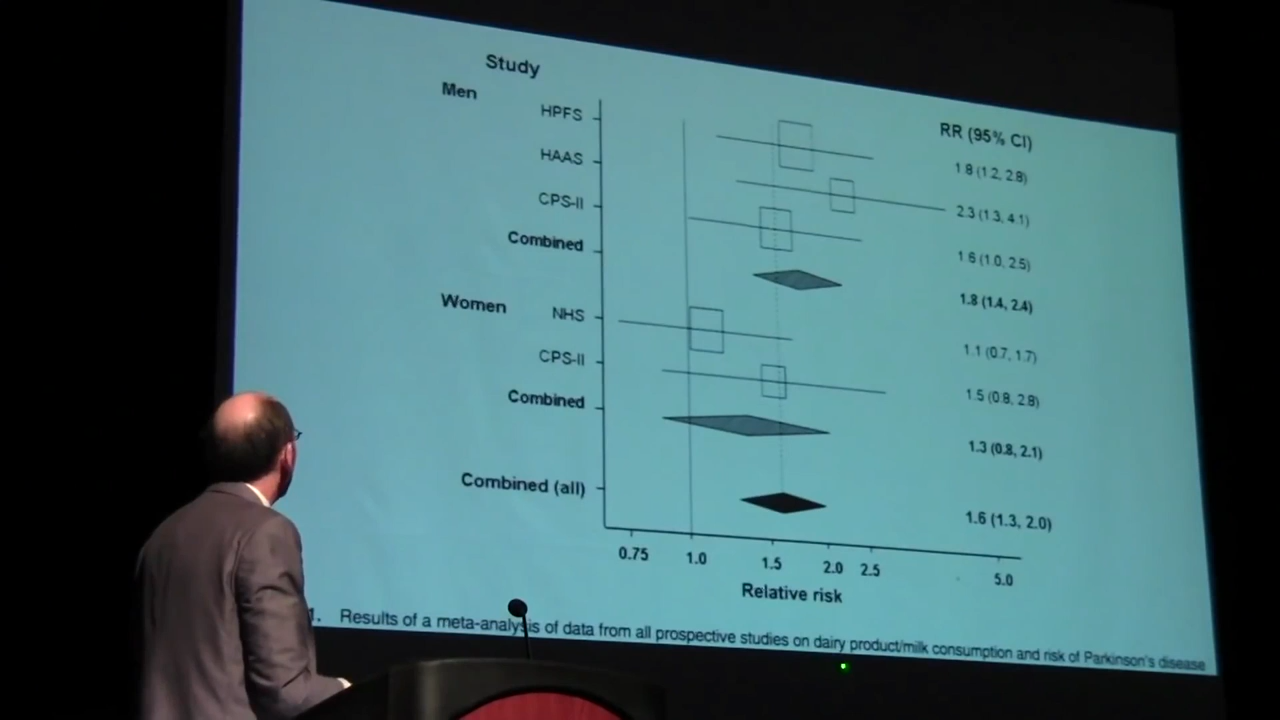 Study
RR (95% CI)
Men
HPFS 1.8 (1.2, 2.8)
HAAS 2.3 (1.3, 4.1)
CPS-II 1.6 (1.0, 2.5)
Combined 1.8 (1.4, 2.4)
Women
NHS 1.1 (0.7, 1.7)
CPS-II 1.5 (0.8, 2.8)
Combined 1.3 (0.8, 2.1)
Combined (all) 1.6 (1.3, 2.0)
0.75 1.0 1.5 2.0 2.5 5.0
Relative risk
1. Results of a meta-analysis of data from all prospective studies on dairy product/milk consumption and risk of Parkinson's disease